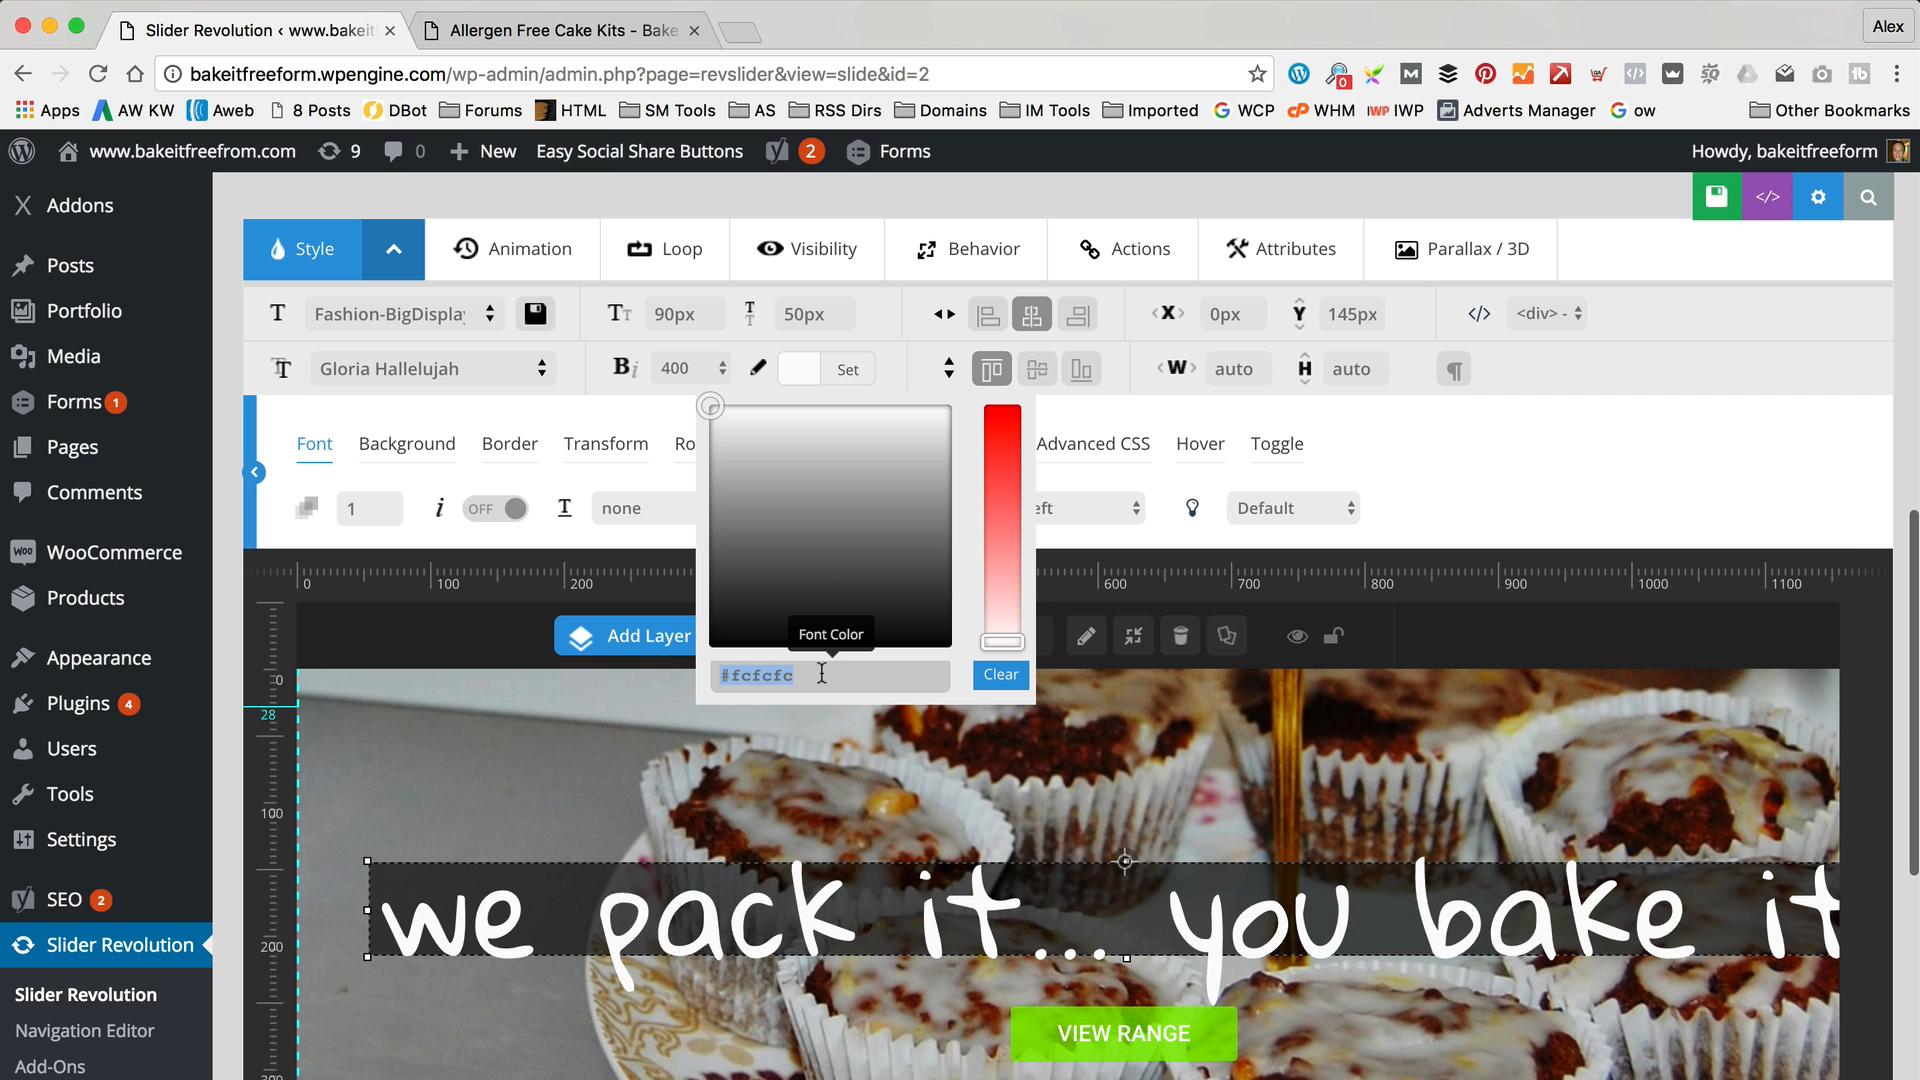 Slider Revolution ‹ www.bakeit
Allergen Free Cake Kits - Bake
Alex
bakeitfreeform.wpengine.com/wp-admin/admin.php?page=revslider&view=slide&id=2
0
Apps
AW KW
Aweb
8 Posts
DBot
Forums
HTML
SM Tools
AS
RSS Dirs
Domains
IM Tools
Imported
WCP
WHM
IWP
IWP
Adverts Manager
ow
Other Bookmarks
www.bakeitfreefrom.com
9
0
New
Easy Social Share Buttons
2
Forms
Howdy, bakeitfreeform
Addons
Posts
Portfolio
Media
Forms 1
Pages
Comments
WooCommerce
Products
Appearance
Plugins 4
Users
Tools
Settings
SEO 2
Slider Revolution
Slider Revolution
Navigation Editor
Add-Ons
Style
Animation
Loop
Visibility
Behavior
Actions
Attributes
Parallax / 3D
Fashion-BigDispla
90px
50px
X
0px
Y
145px
<div> -
Gloria Hallelujah
400
Set
W
auto
H
auto
Font
Background
Border
Transform
Ro
Advanced CSS
Hover
Toggle
1
OFF
none
eft
Default
0
100
200
600
700
800
900
1000
1100
Add Layer
Font Color
#fcfcfc
Clear
0
28
100
200
300
we pack it... you bake it
VIEW RANGE